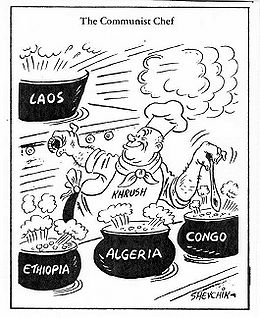 The Communist Chef
LAOS
KHRUSH
CONGO
ALGERIA
ETHIOPIA
SHEVCHIK